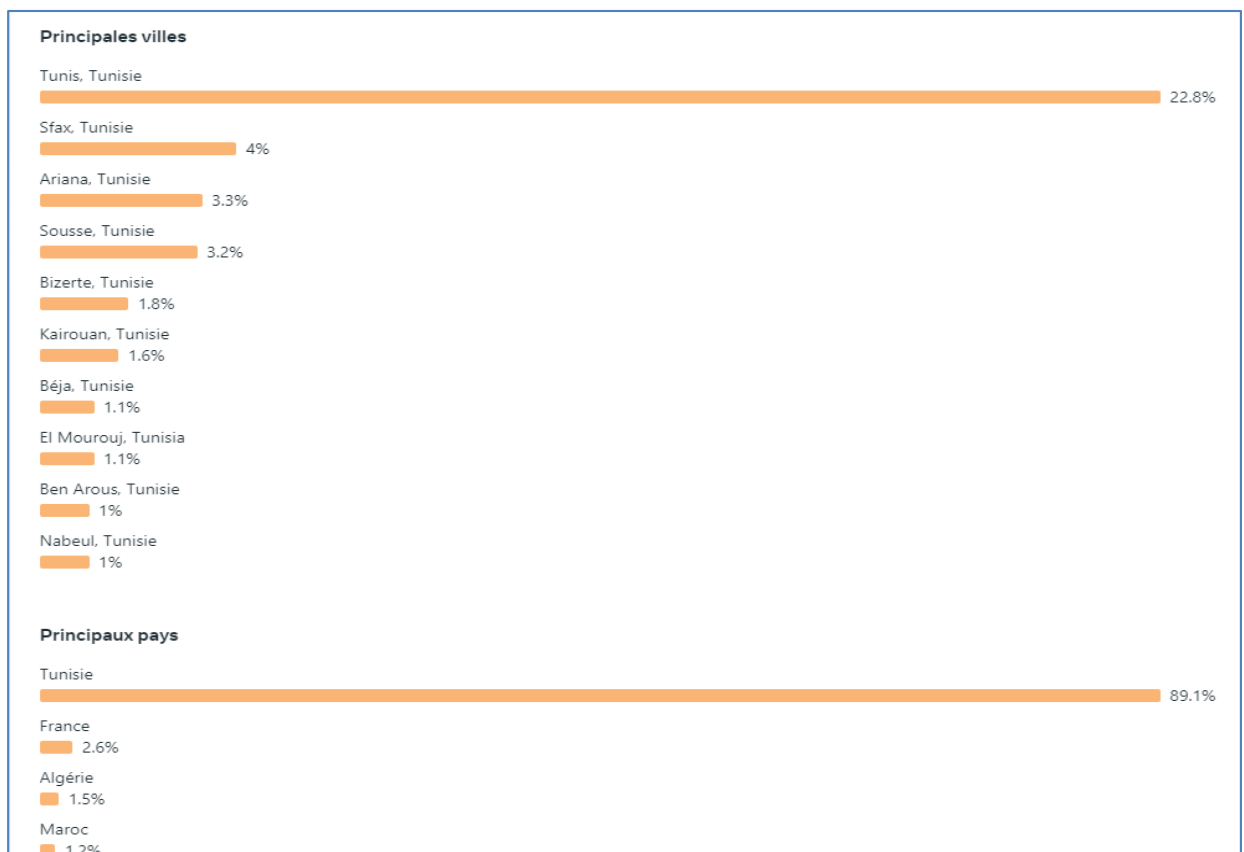 Principales villes
Tunis, Tunisie
22.8%
Sfax, Tunisie
4%
Ariana, Tunisie
3.3%
Sousse, Tunisie
3.2%
Bizerte, Tunisie
1.8%
Kairouan, Tunisie
1.6%
Béja, Tunisie
1.1%
El Mourouj, Tunisia
1.1%
Ben Arous, Tunisie
1%
Nabeul, Tunisie
1%
Principaux pays
Tunisie
89.1%
France
2.6%
Algérie
1.5%
Maroc
1.2%